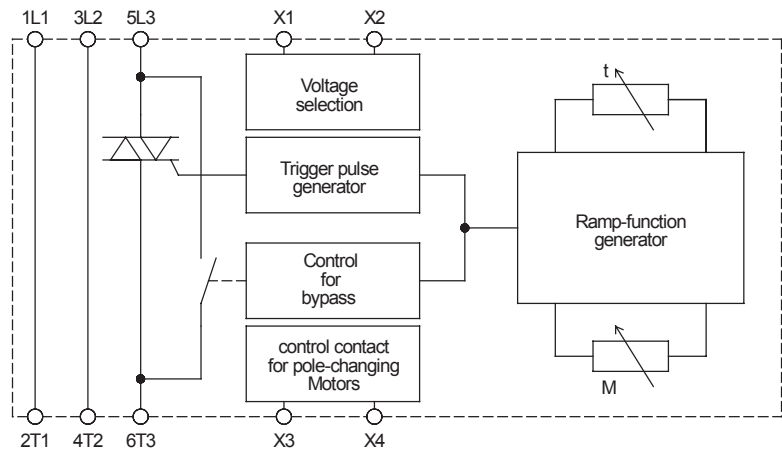 1L1 3L2 5L3 X1 X2
Voltage
selection
t
Trigger pulse
generator
Ramp-function
generator
Control
for
bypass
control contact
for pole-changing
Motors
M
2T1 4T2 6T3 X3 X4